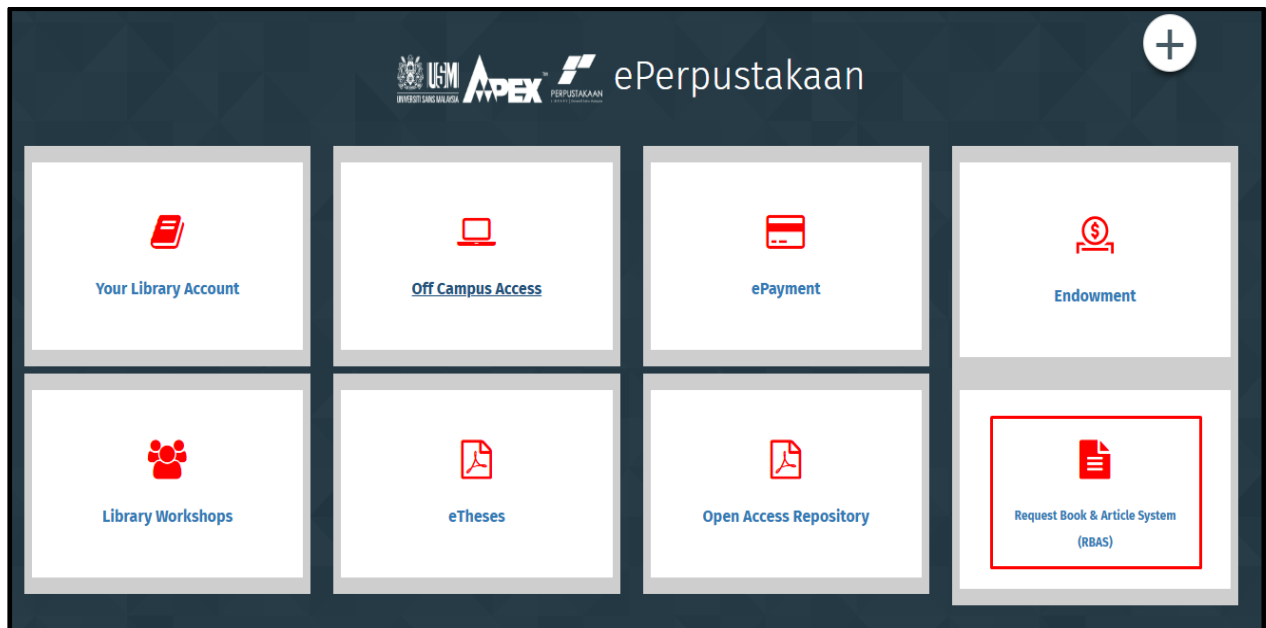 USM
UNIVERSITI SAINS MALAYSIA
APEX™
PERPUSTAKAAN
ePerpustakaan
Your Library Account
Off Campus Access
ePayment
Endowment
Library Workshops
eTheses
Open Access Repository
Request Book & Article System
(RBAS)